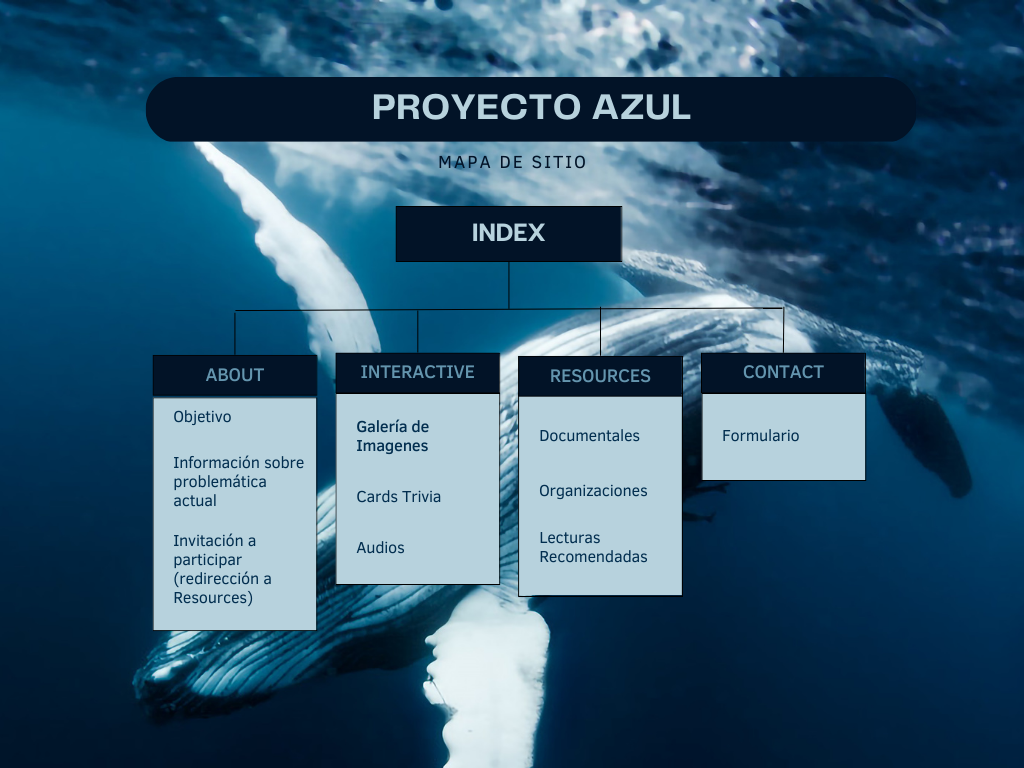 PROYECTO AZUL
MAPA DE SITIO
INDEX
ABOUT
Objetivo
Información sobre
problemática
actual
Invitación a
participar
(redirección a
Resources)
INTERACTIVE
Galería de
Imagenes
Cards Trivia
Audios
RESOURCES
Documentales
Organizaciones
Lecturas
Recomendadas
CONTACT
Formulario